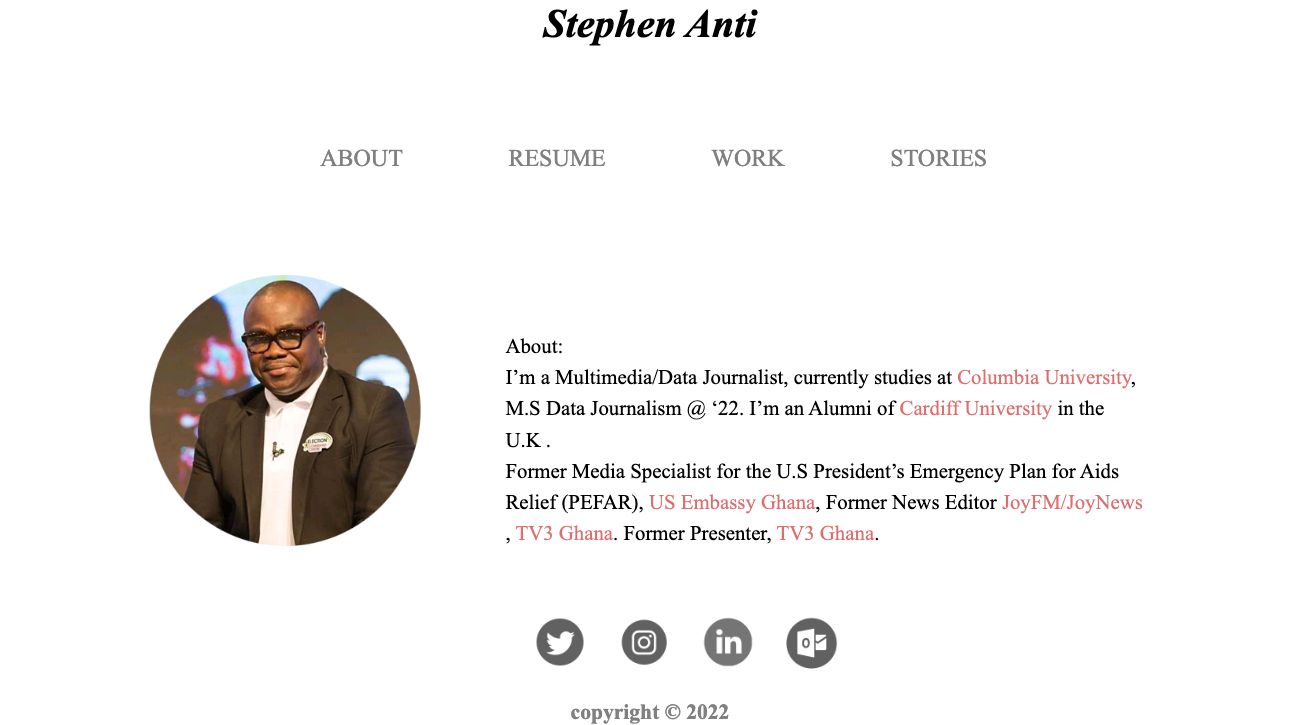 Stephen Anti
ABOUT RESUME WORK STORIES
About:
I’m a Multimedia/Data Journalist, currently studies at Columbia University,
M.S Data Journalism @ ‘22. I’m an Alumni of Cardiff University in the
U.K .
Former Media Specialist for the U.S President’s Emergency Plan for Aids
Relief (PEFAR), US Embassy Ghana, Former News Editor JoyFM/JoyNews
, TV3 Ghana. Former Presenter, TV3 Ghana.
ELECTION
in
copyright © 2022